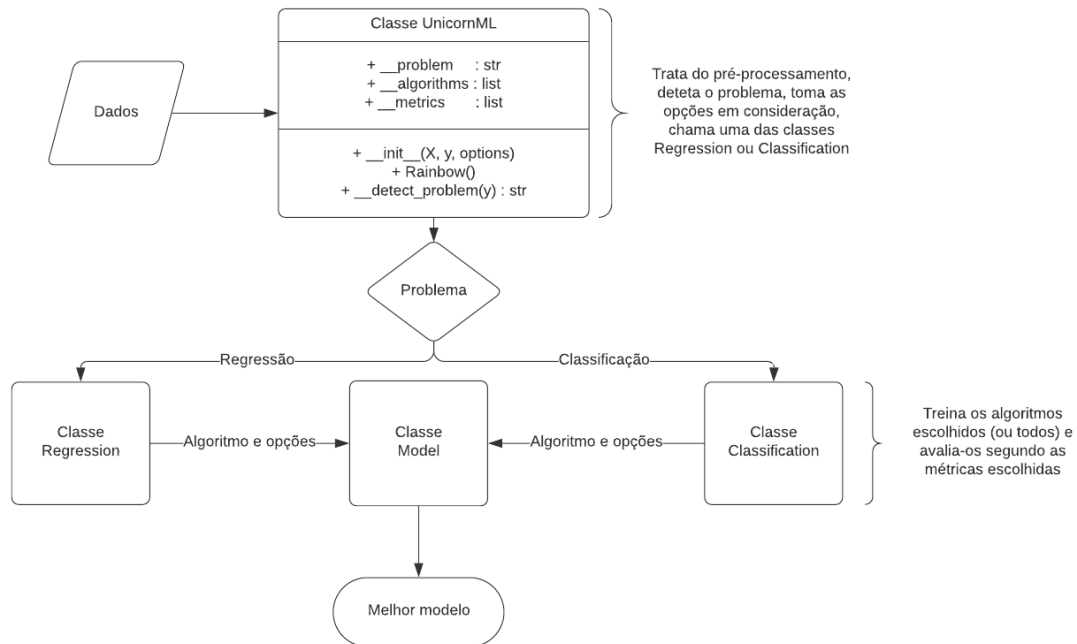 Classe UnicornML
+ __problem : str
+ __algorithms : list
+ __metrics : list
+ __init__(X, y, options)
+ Rainbow()
+ __detect_problem(y) : str
Dados
Trata do pré-processamento,
deteta o problema, toma as
opções em consideração,
chama uma das classes
Regression ou Classification
Problema
Regressão
Classificação
Classe
Regression
Algoritmo e opções
Classe
Model
Algoritmo e opções
Classe
Classification
Treina os algoritmos
escolhidos (ou todos) e
avalia-os segundo as
métricas escolhidas
Melhor modelo